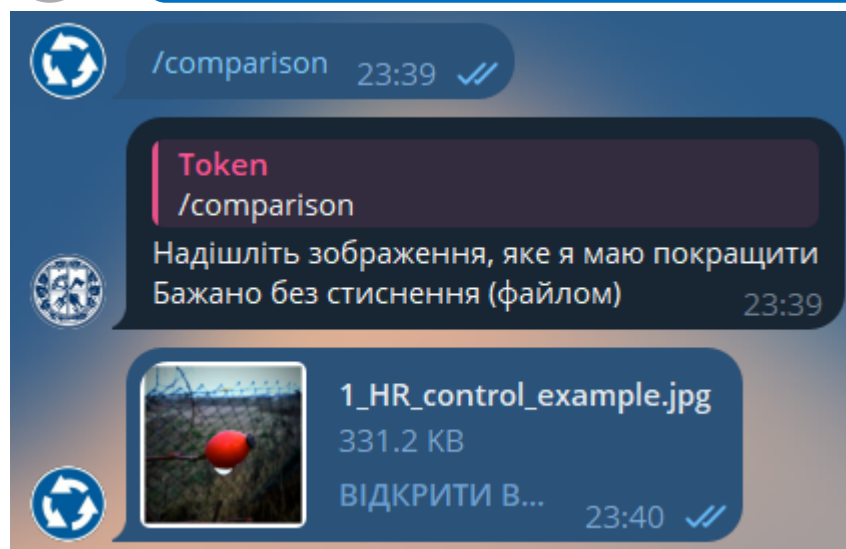 /comparison 23:39
Token
/comparison
Надішліть зображення, яке я маю покращити
Бажано без стиснення (файлом) 23:39
1_HR_control_example.jpg
331.2 KB
ВІДКРИТИ В... 23:40